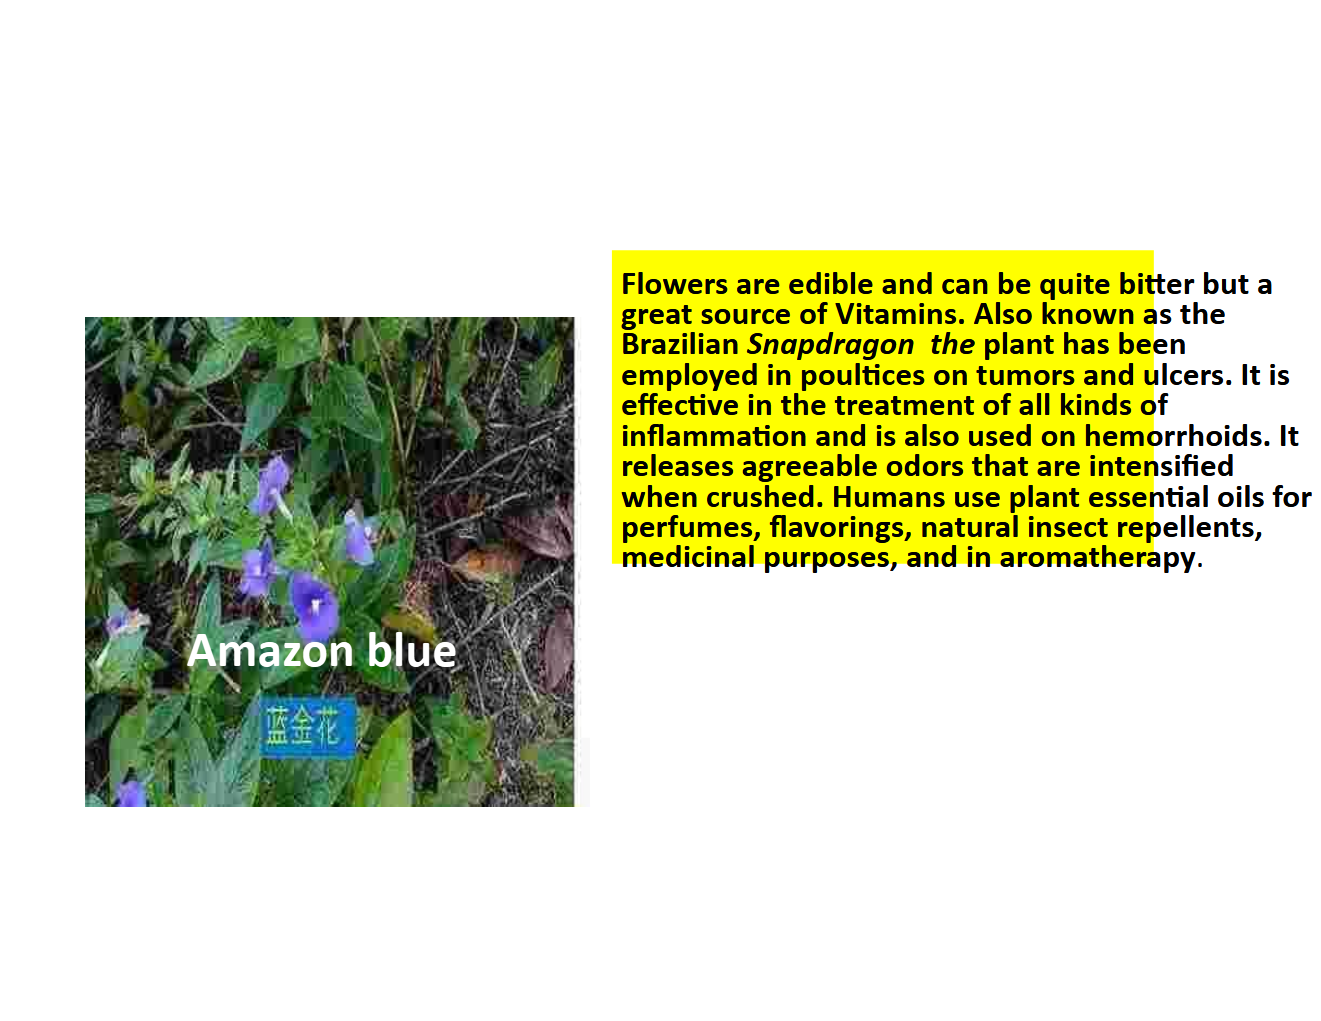 Flowers are edible and can be quite bitter but a
great source of Vitamins. Also known as the
Brazilian Snapdragon  the plant has been
employed in poultices on tumors and ulcers. It is
effective in the treatment of all kinds of
inflammation and is also used on hemorrhoids. It
releases agreeable odors that are intensified
when crushed. Humans use plant essential oils for
perfumes, flavorings, natural insect repellents,
medicinal purposes, and in aromatherapy.
Amazon blue
蓝金花